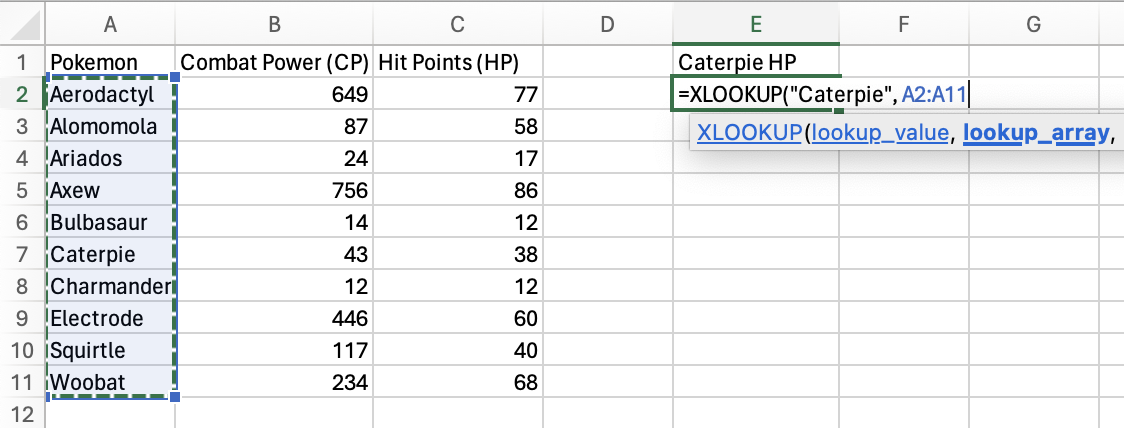 A B C D E F G
1 Pokemon Combat Power (CP) Hit Points (HP) Caterpie HP
2 Aerodactyl 649 77 =XLOOKUP("Caterpie", A2:A11
3 Alomomola 87 58 XLOOKUP(lookup_value, lookup_array,
4 Ariados 24 17
5 Axew 756 86
6 Bulbasaur 14 12
7 Caterpie 43 38
8 Charmander 12 12
9 Electrode 446 60
10 Squirtle 117 40
11 Woobat 234 68
12